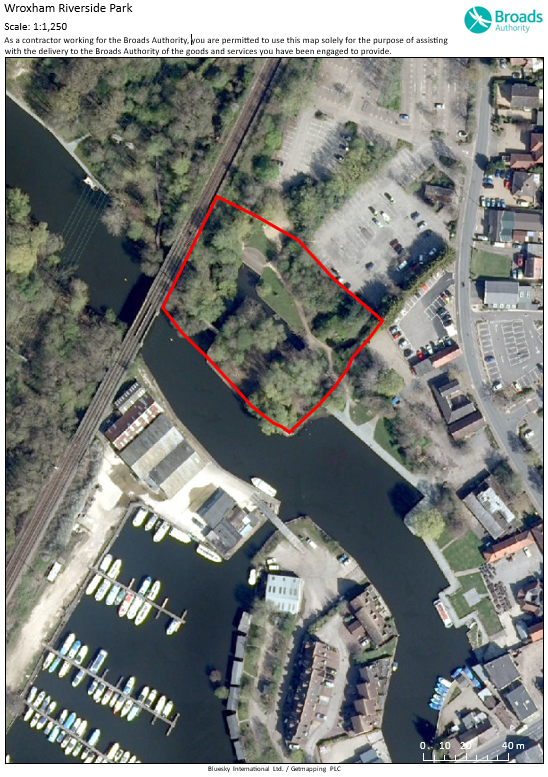 Wroxham Riverside Park
Scale: 1:1,250
As a contractor working for the Broads Authority, you are permitted to use this map solely for the purpose of assisting
with the delivery to the Broads Authority of the goods and services you have been engaged to provide.
Broads
Authority
0 10 20 40 m
Bluesky International Ltd. / Getmapping PLC